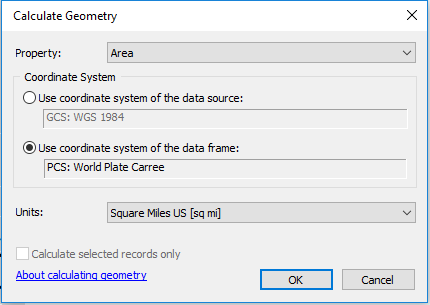 Calculate Geometry
Property: Area
Coordinate System
Use coordinate system of the data source:
GCS: WGS 1984
Use coordinate system of the data frame:
PCS: World Plate Carree
Units: Square Miles US [sq mi]
Calculate selected records only
About calculating geometry
OK Cancel